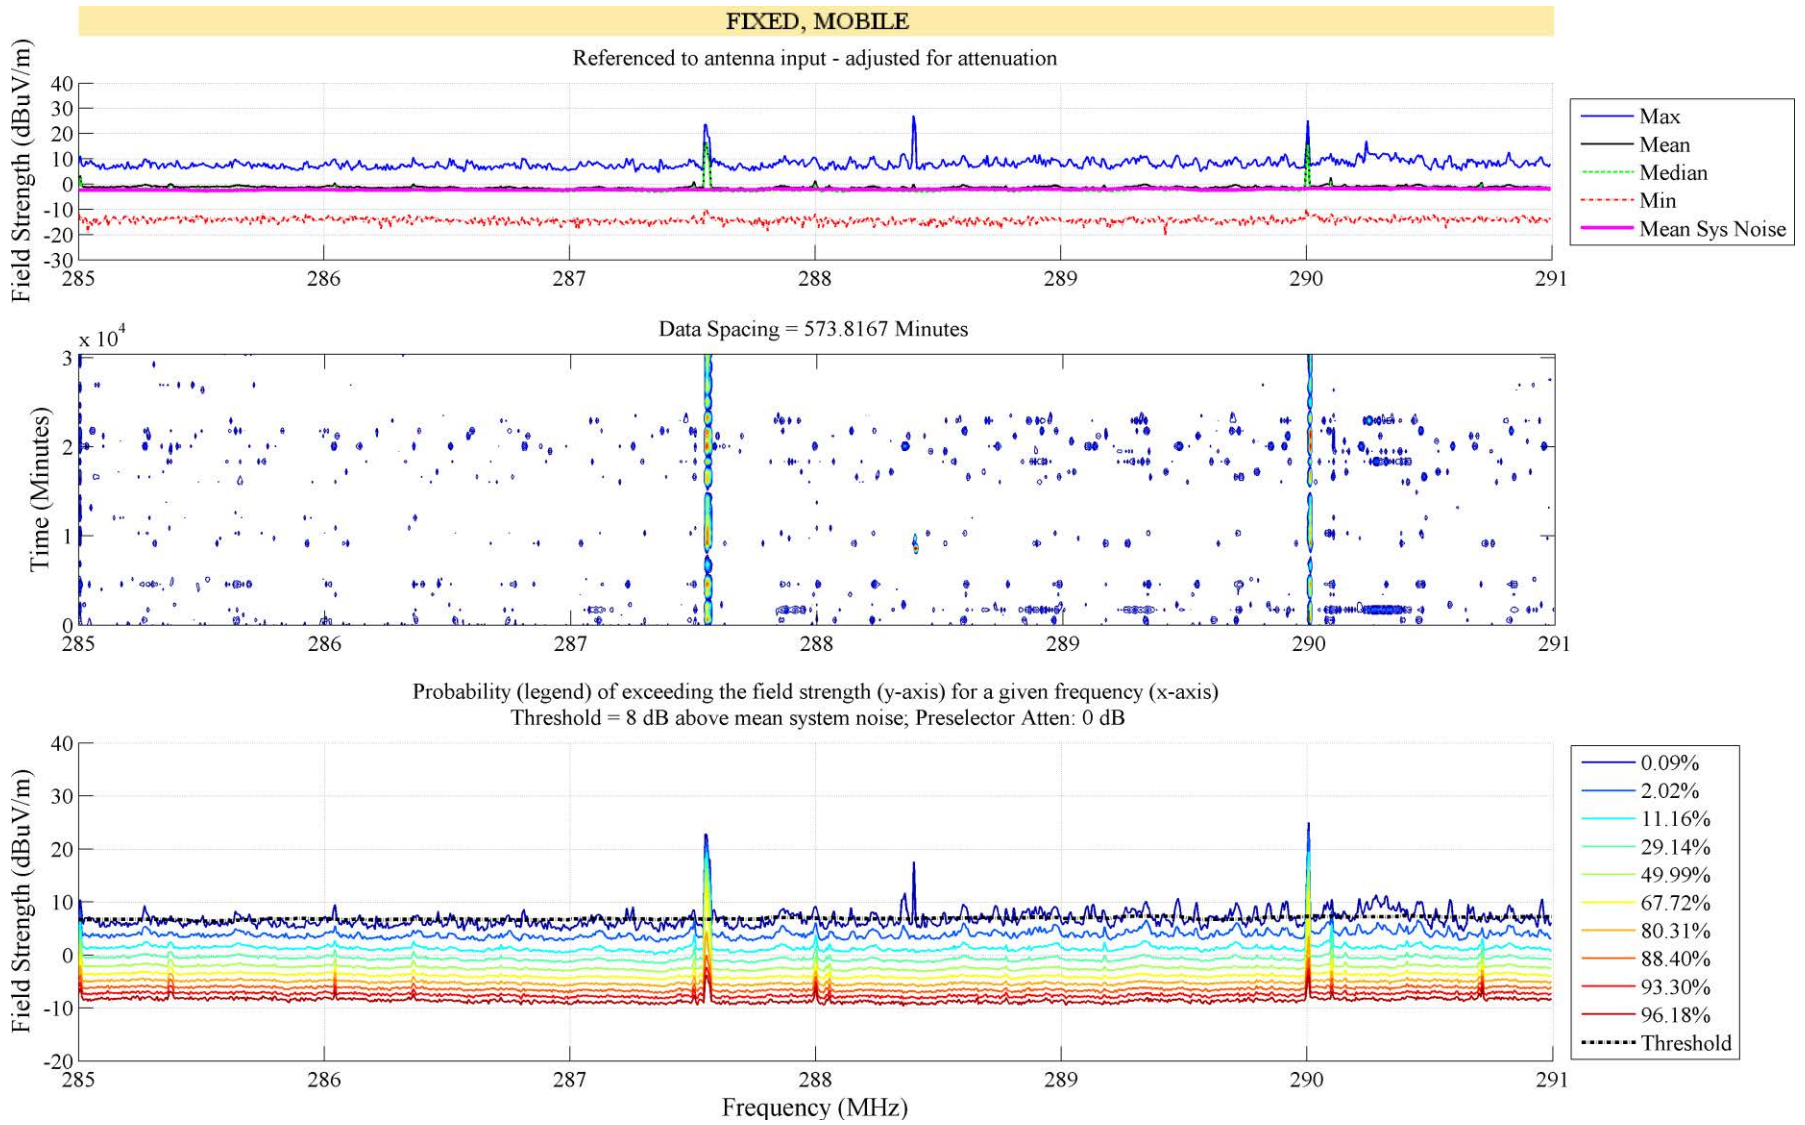 FIXED, MOBILE
Referenced to antenna input - adjusted for attenuation
Field Strength (dBuV/m)
40
30
20
10
0
-10
-20
-30
285 286 287 288 289 290 291
Max
Mean
Median
Min
Mean Sys Noise
Data Spacing = 573.8167 Minutes
x 10^4
Time (Minutes)
3
2
1
0
285 286 287 288 289 290 291
Probability (legend) of exceeding the field strength (y-axis) for a given frequency (x-axis)
Threshold = 8 dB above mean system noise; Preselector Atten: 0 dB
Field Strength (dBuV/m)
40
30
20
10
0
-10
-20
285 286 287 288 289 290 291
Frequency (MHz)
0.09%
2.02%
11.16%
29.14%
49.99%
67.72%
80.31%
88.40%
93.30%
96.18%
Threshold